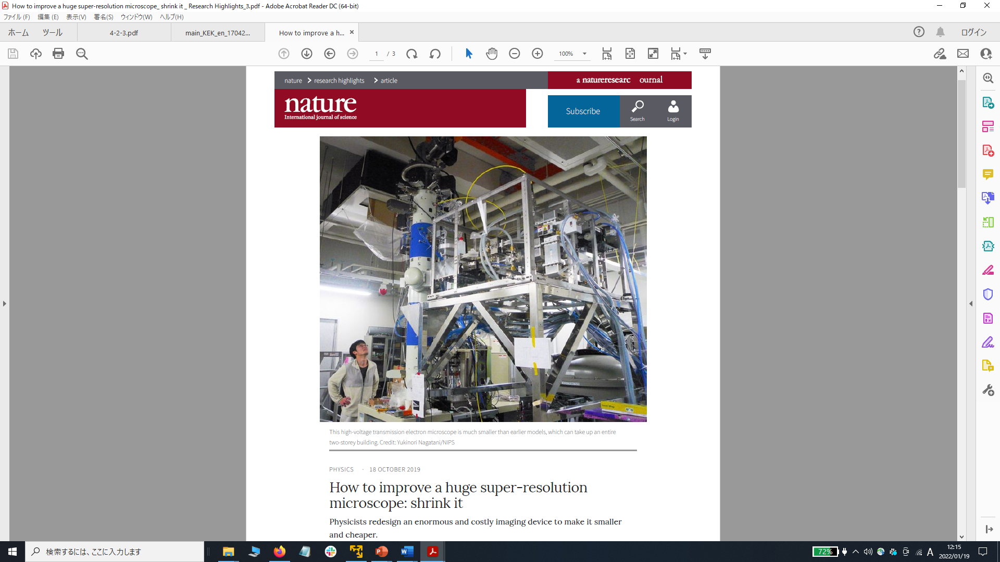 How to improve a huge super-resolution microscope_ shrink it _ Research Highlights_3.pdf - Adobe Acrobat Reader DC (64-bit)
ファイル (F) 編集 (E) 表示(V) 署名(S) ウィンドウ(W) ヘルプ(H)
ホーム ツール 4-2-3.pdf main_KEK_en_17042... How to improve a h... ログイン
1 / 3 100%
nature research highlights article a natureresearc ournal
nature
International journal of science
Subscribe Search Login
This high-voltage transmission electron microscope is much smaller than earlier models, which can take up an entire
two-storey building. Credit: Yukinori Nagatani/NIPS
PHYSICS · 18 OCTOBER 2019
How to improve a huge super-resolution
microscope: shrink it
Physicists redesign an enormous and costly imaging device to make it smaller
and cheaper.
検索するには、ここに入力します
72% A 12:15
2022/01/19